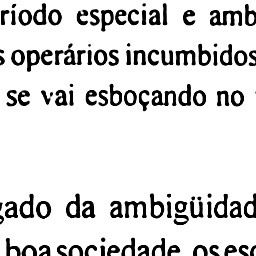 ríodo especial e amb
s operários incumbidos
se vai esboçando no
gado da ambigüidad
boa sociedade, os esc